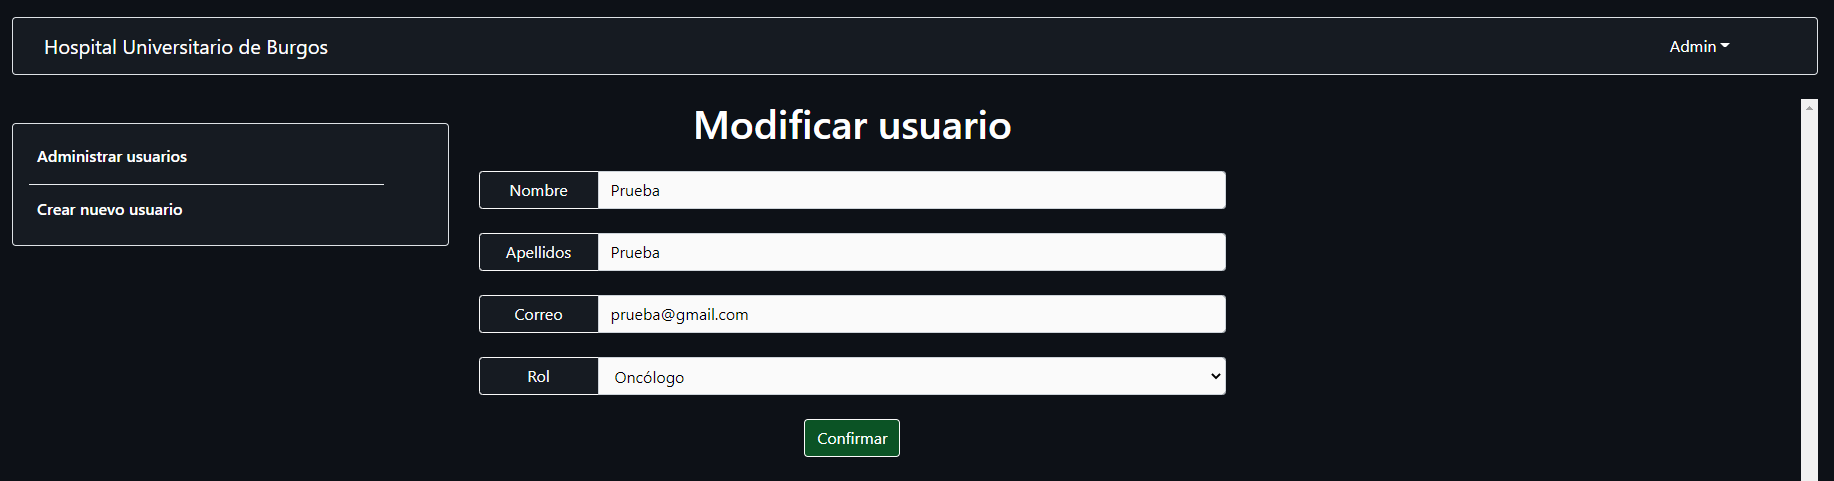 Hospital Universitario de Burgos
Admin
Administrar usuarios
Crear nuevo usuario
Modificar usuario
Nombre Prueba
Apellidos Prueba
Correo prueba@gmail.com
Rol Oncólogo
Confirmar